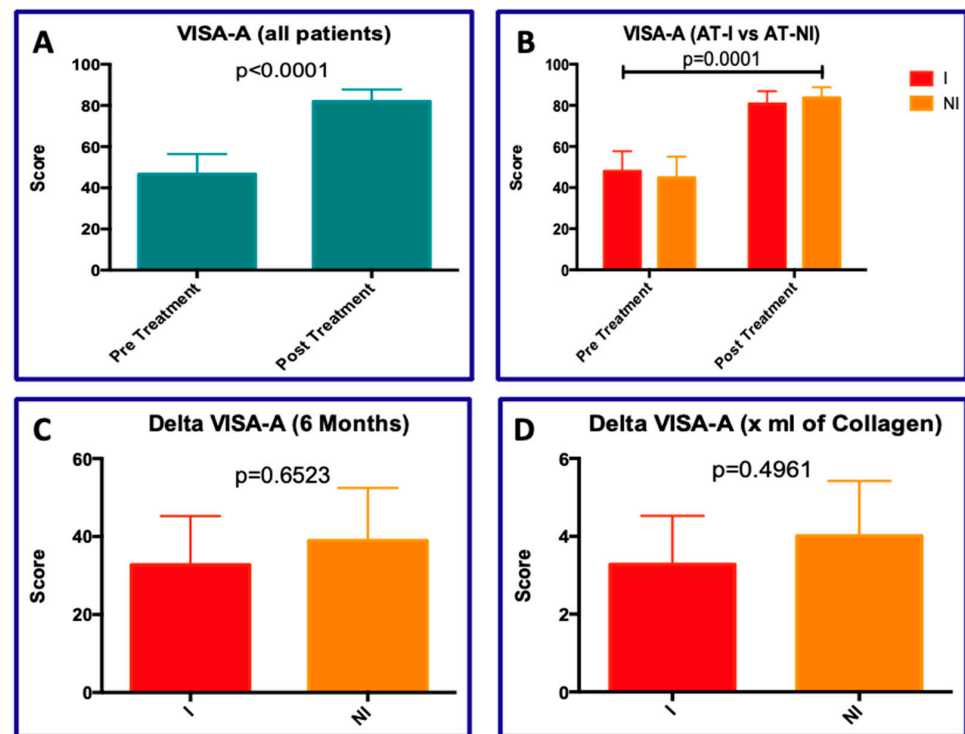 A
VISA-A (all patients)
p<0.0001
100
80
60
40
20
0
Score
Pre Treatment
Post Treatment
B
VISA-A (AT-I vs AT-NI)
p=0.0001
100
80
60
40
20
0
Score
Pre Treatment
Post Treatment
I
NI
C
Delta VISA-A (6 Months)
p=0.6523
60
40
20
0
Score
I
NI
D
Delta VISA-A (x ml of Collagen)
p=0.4961
6
4
2
0
Score
I
NI